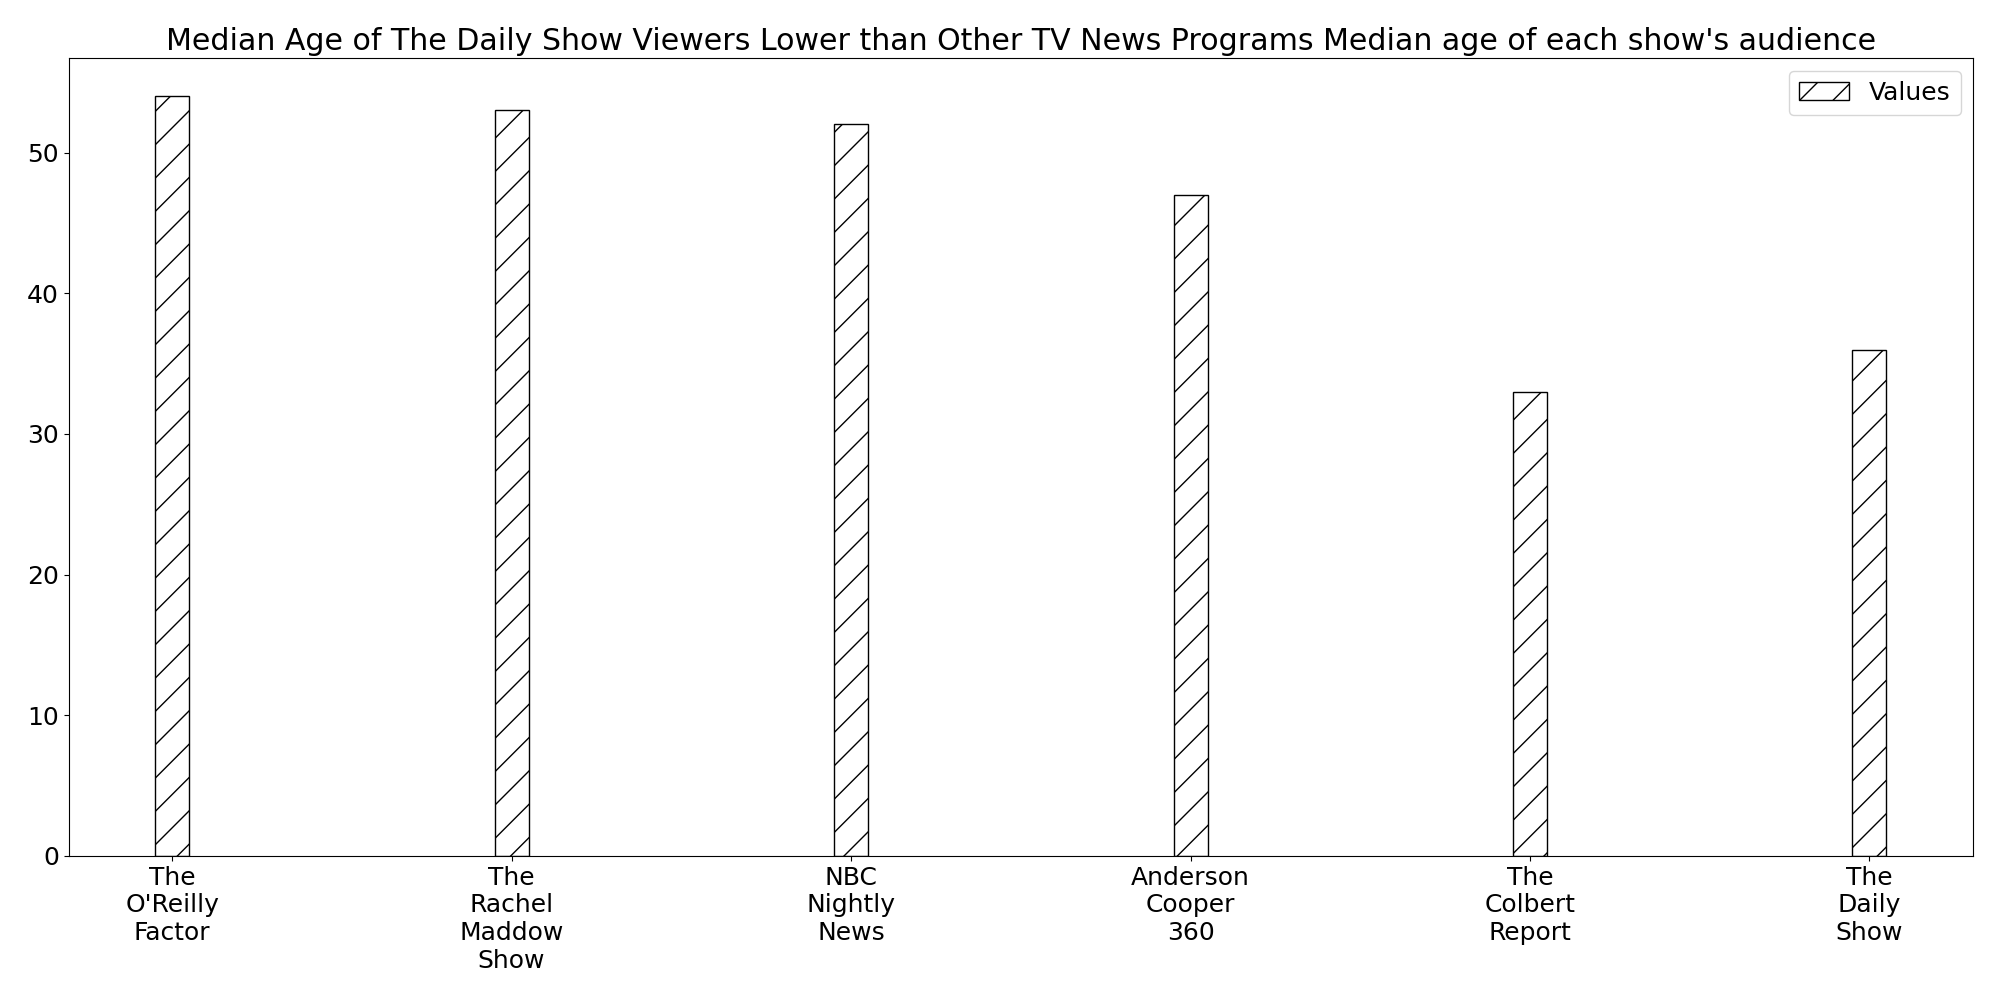 Median Age of The Daily Show Viewers Lower than Other TV News Programs Median age of each show's audience
Values
50
40
30
20
10
0
The
O'Reilly
Factor
The
Rachel
Maddow
Show
NBC
Nightly
News
Anderson
Cooper
360
The
Colbert
Report
The
Daily
Show